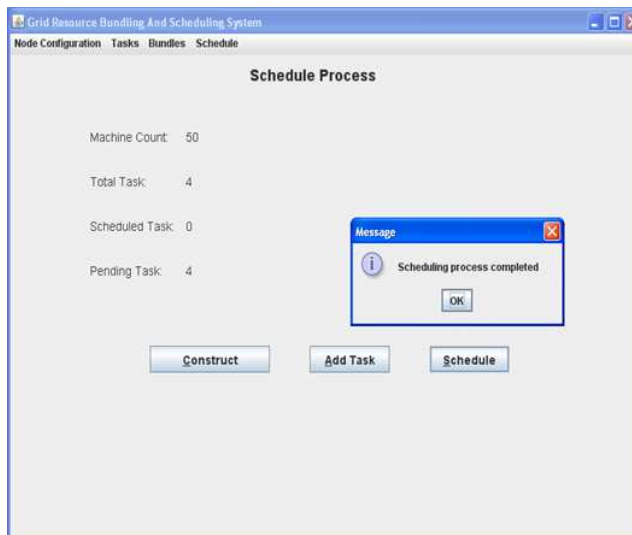 Grid Resource Bundling And Scheduling System
Node Configuration Tasks Bundles Schedule
Schedule Process
Machine Count: 50
Total Task: 4
Scheduled Task: 0
Pending Task: 4
Message
Scheduling process completed
OK
Construct Add Task Schedule